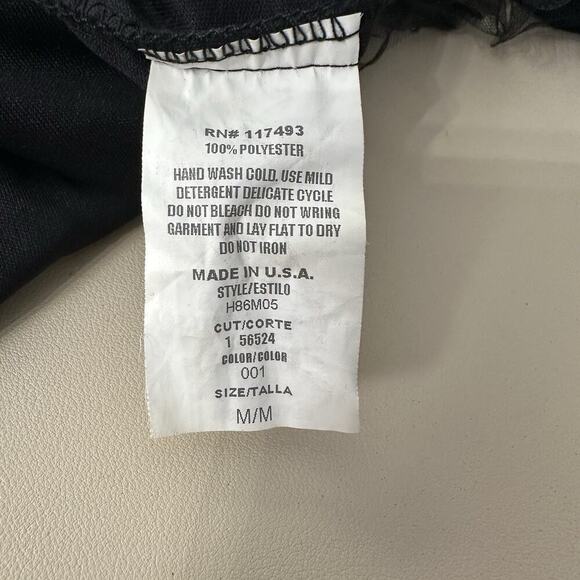 RN# 117493
100% POLYESTER
HAND WASH COLD, USE MILD
DETERGENT DELICATE CYCLE
DO NOT BLEACH DO NOT WRING
GARMENT AND LAY FLAT TO DRY
DO NOT IRON
MADE IN U.S.A.
STYLE/ESTILO
H86M05
CUT/CORTE
1 56524
COLOR/COLOR
001
SIZE/TALLA
M/M